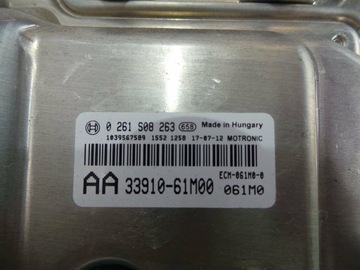 0 261 S08 263 658 Made in Hungary
1039S67589 1552 1258 17-07-12 MOTRONIC
ECM-061M0-0
AA 33910-61M00 061M0